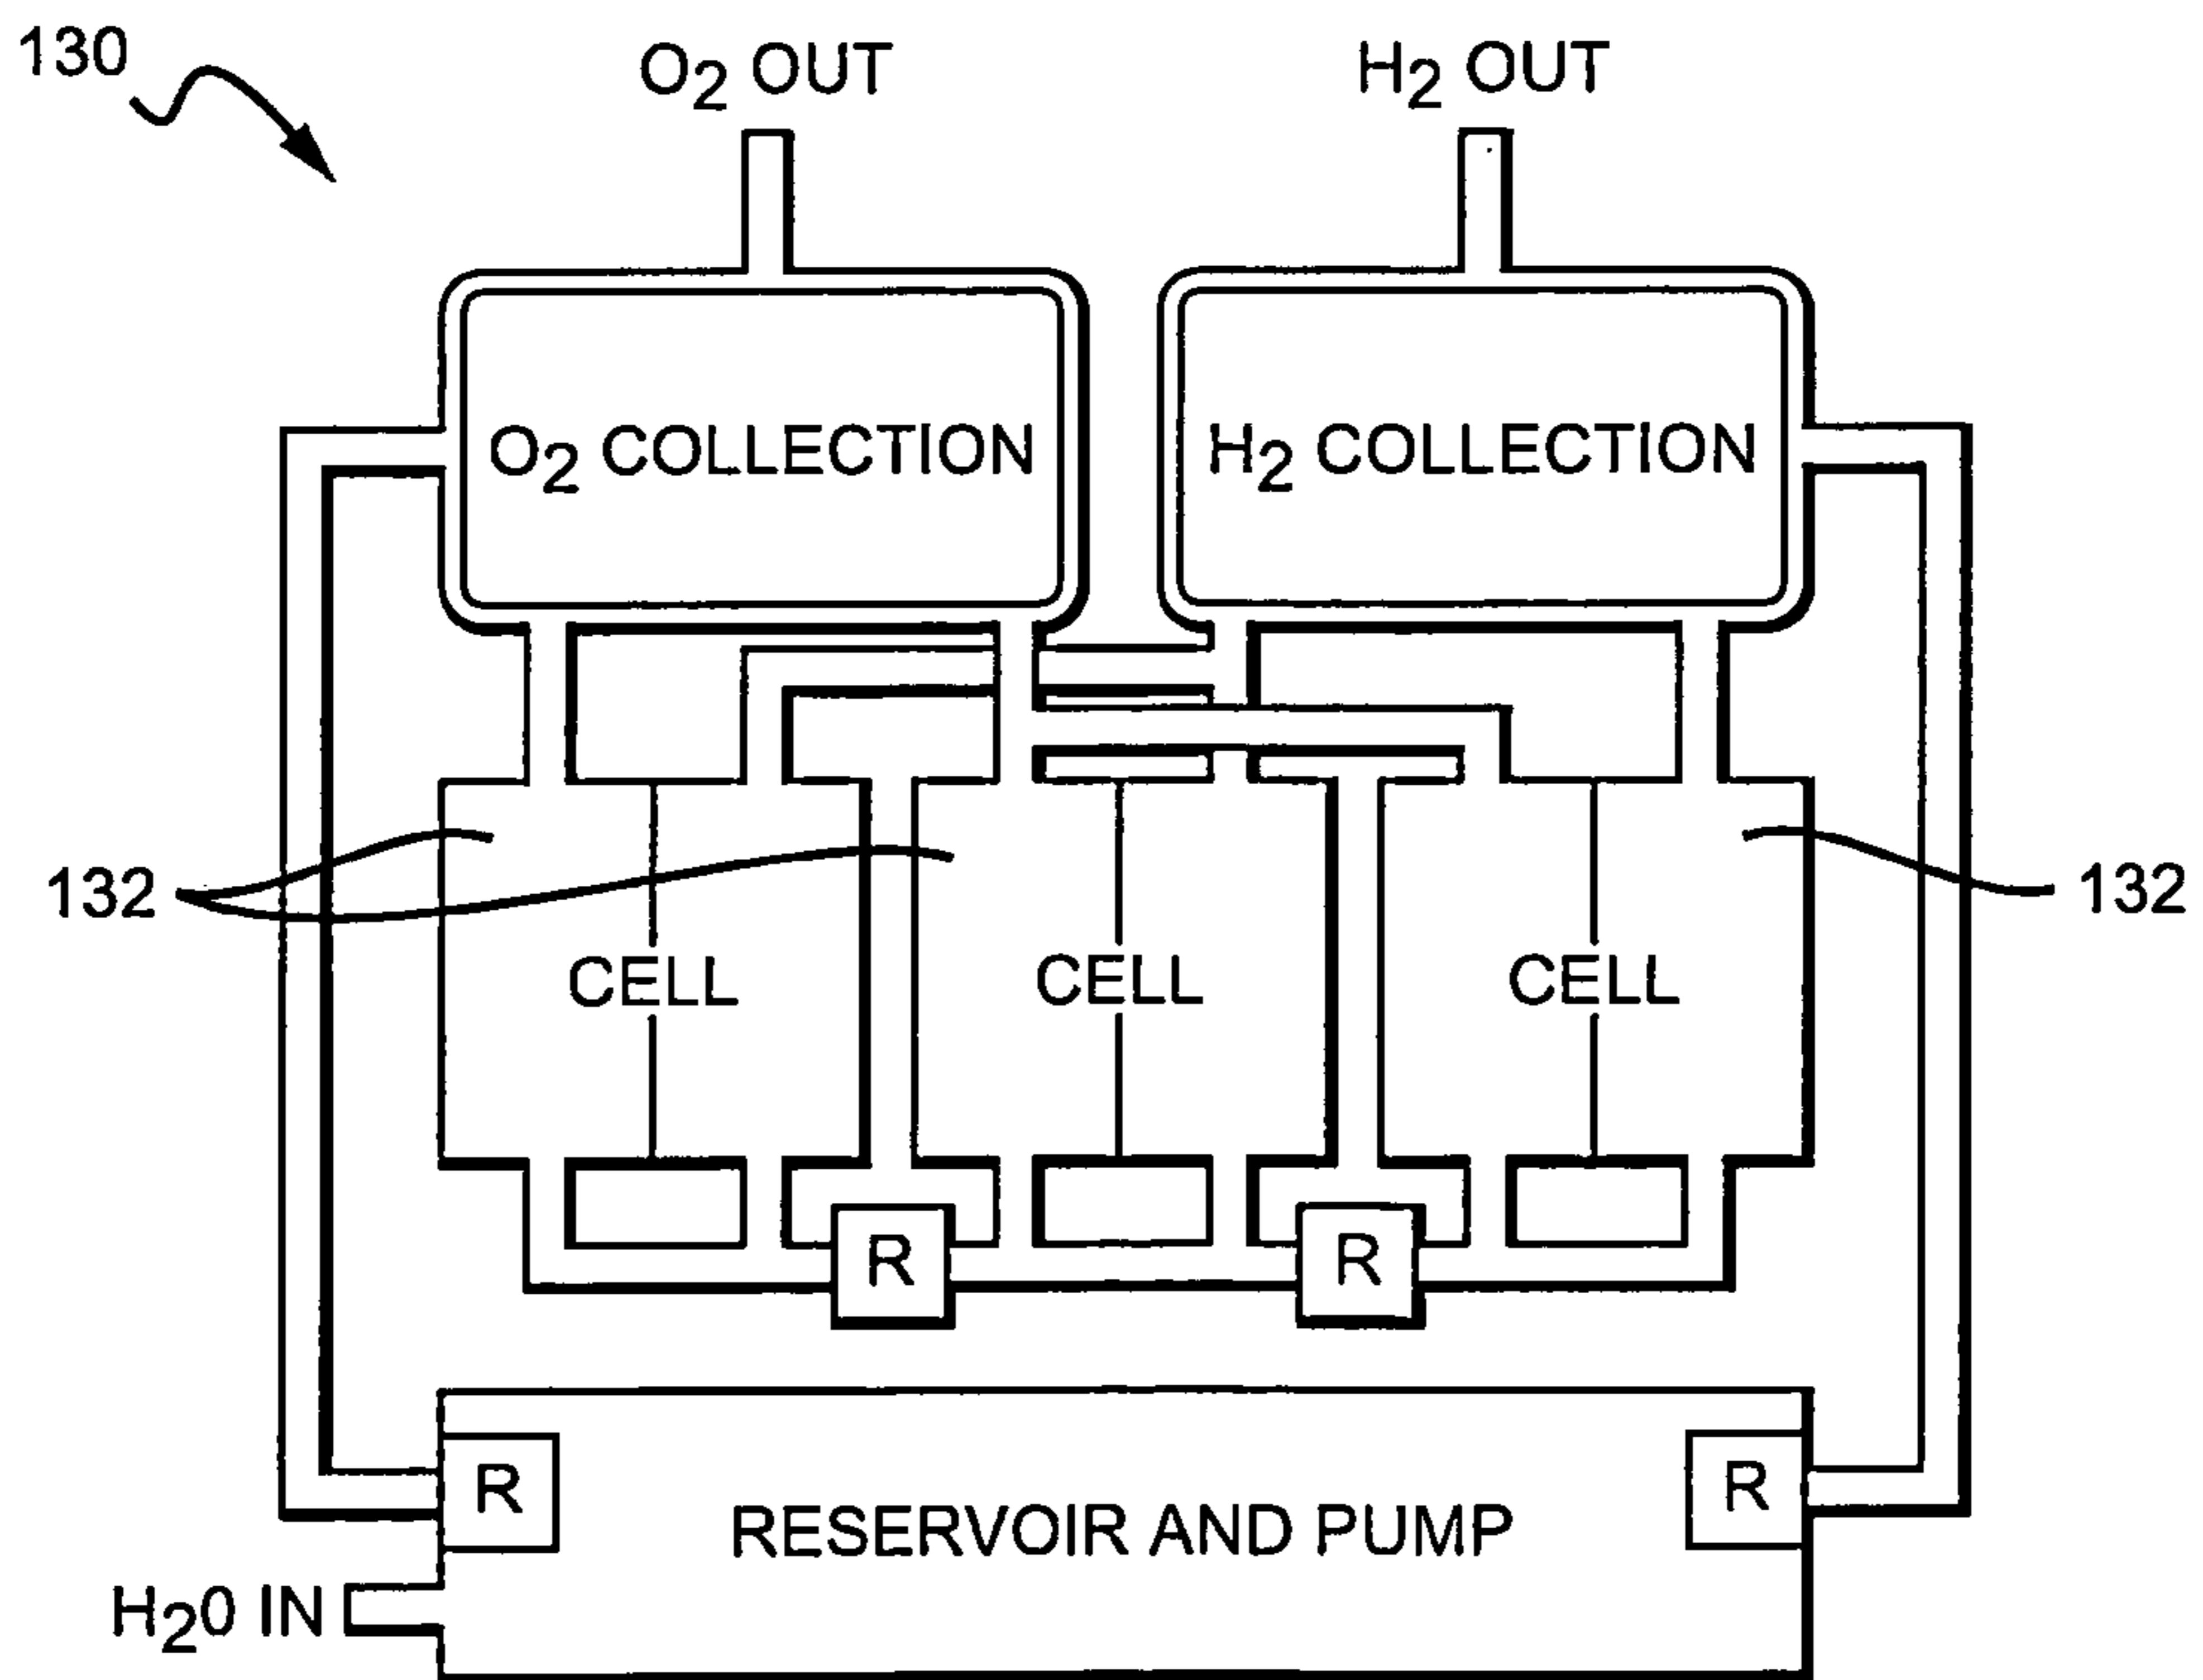 130
O2 OUT
H2 OUT
O2 COLLECTION
H2 COLLECTION
132
132
CELL
CELL
CELL
R
R
R
R
RESERVOIR AND PUMP
H20 IN